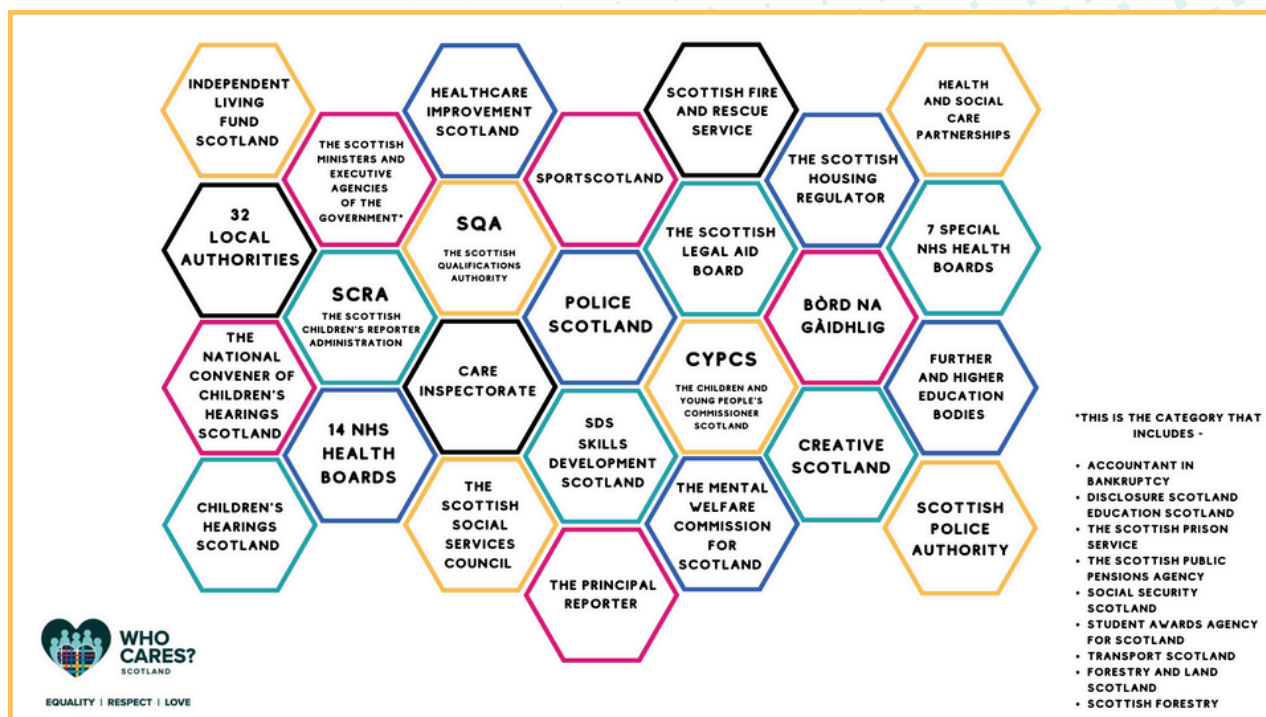 INDEPENDENT
LIVING
FUND
SCOTLAND
HEALTHCARE
IMPROVEMENT
SCOTLAND
SCOTTISH FIRE
AND RESCUE
SERVICE
HEALTH
AND SOCIAL
CARE
PARTNERSHIPS
THE SCOTTISH
MINISTERS AND
EXECUTIVE
AGENCIES
OF THE
GOVERNMENT*
SPORTSCOTLAND
THE SCOTTISH
HOUSING
REGULATOR
32
LOCAL
AUTHORITIES
SQA
THE SCOTTISH
QUALIFICATIONS
AUTHORITY
THE SCOTTISH
LEGAL AID
BOARD
7 SPECIAL
NHS HEALTH
BOARDS
SCRA
THE SCOTTISH
CHILDREN'S REPORTER
ADMINISTRATION
POLICE
SCOTLAND
BÒRD NA
GÀIDHLIG
THE
NATIONAL
CONVENER OF
CHILDREN'S
HEARINGS
SCOTLAND
CARE
INSPECTORATE
CYPCS
THE CHILDREN AND
YOUNG PEOPLE'S
COMMISSIONER
SCOTLAND
FURTHER
AND HIGHER
EDUCATION
BODIES
14 NHS
HEALTH
BOARDS
SDS
SKILLS
DEVELOPMENT
SCOTLAND
CREATIVE
SCOTLAND
CHILDREN'S
HEARINGS
SCOTLAND
THE
SCOTTISH
SOCIAL
SERVICES
COUNCIL
THE MENTAL
WELFARE
COMMISSION
FOR
SCOTLAND
SCOTTISH
POLICE
AUTHORITY
THE PRINCIPAL
REPORTER
*THIS IS THE CATEGORY THAT
INCLUDES -
• ACCOUNTANT IN
BANKRUPTCY
• DISCLOSURE SCOTLAND
EDUCATION SCOTLAND
• THE SCOTTISH PRISON
SERVICE
• THE SCOTTISH PUBLIC
PENSIONS AGENCY
• SOCIAL SECURITY
SCOTLAND
• STUDENT AWARDS AGENCY
FOR SCOTLAND
• TRANSPORT SCOTLAND
• FORESTRY AND LAND
SCOTLAND
• SCOTTISH FORESTRY
WHO
CARES?
SCOTLAND
EQUALITY | RESPECT | LOVE